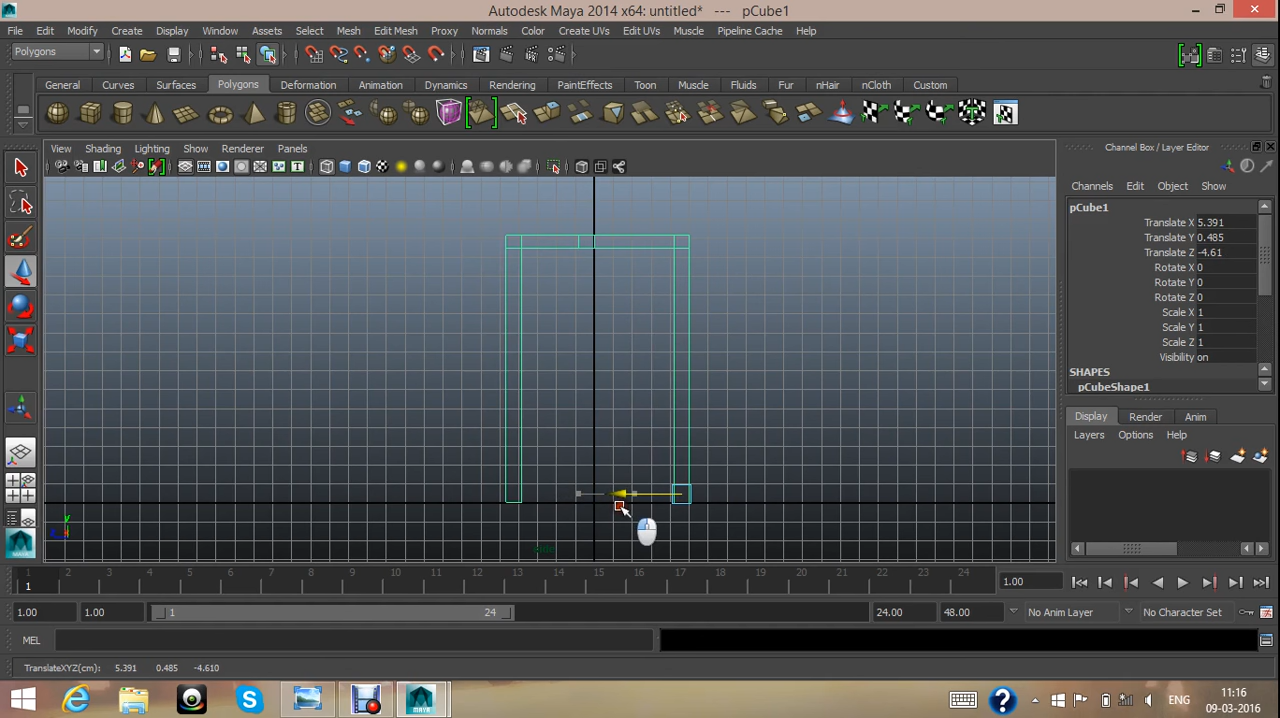 Autodesk Maya 2014 x64: untitled* --- pCube1
File Edit Modify Create Display Window Assets Select Mesh Edit Mesh Proxy Normals Color Create UVs Edit UVs Muscle Pipeline Cache Help
Polygons
General Curves Surfaces Polygons Deformation Animation Dynamics Rendering PaintEffects Toon Muscle Fluids Fur nHair nCloth Custom
View Shading Lighting Show Renderer Panels
Channel Box / Layer Editor
Channels Edit Object Show
pCube1
Translate X 5.391
Translate Y 0.485
Translate Z -4.61
Rotate X 0
Rotate Y 0
Rotate Z 0
Scale X 1
Scale Y 1
Scale Z 1
Visibility on
SHAPES
pCubeShape1
Display Render Anim
Layers Options Help
y
1 2 3 4 5 6 7 8 9 10 11 12 13 14 15 16 17 18 19 20 21 22 23 24
1
1.00
1.00 1.00 1 24 24.00 48.00 No Anim Layer No Character Set
MEL
TranslateXYZ(cm): 5.391 0.485 -4.610
MAYA
ENG
11:16
09-03-2016